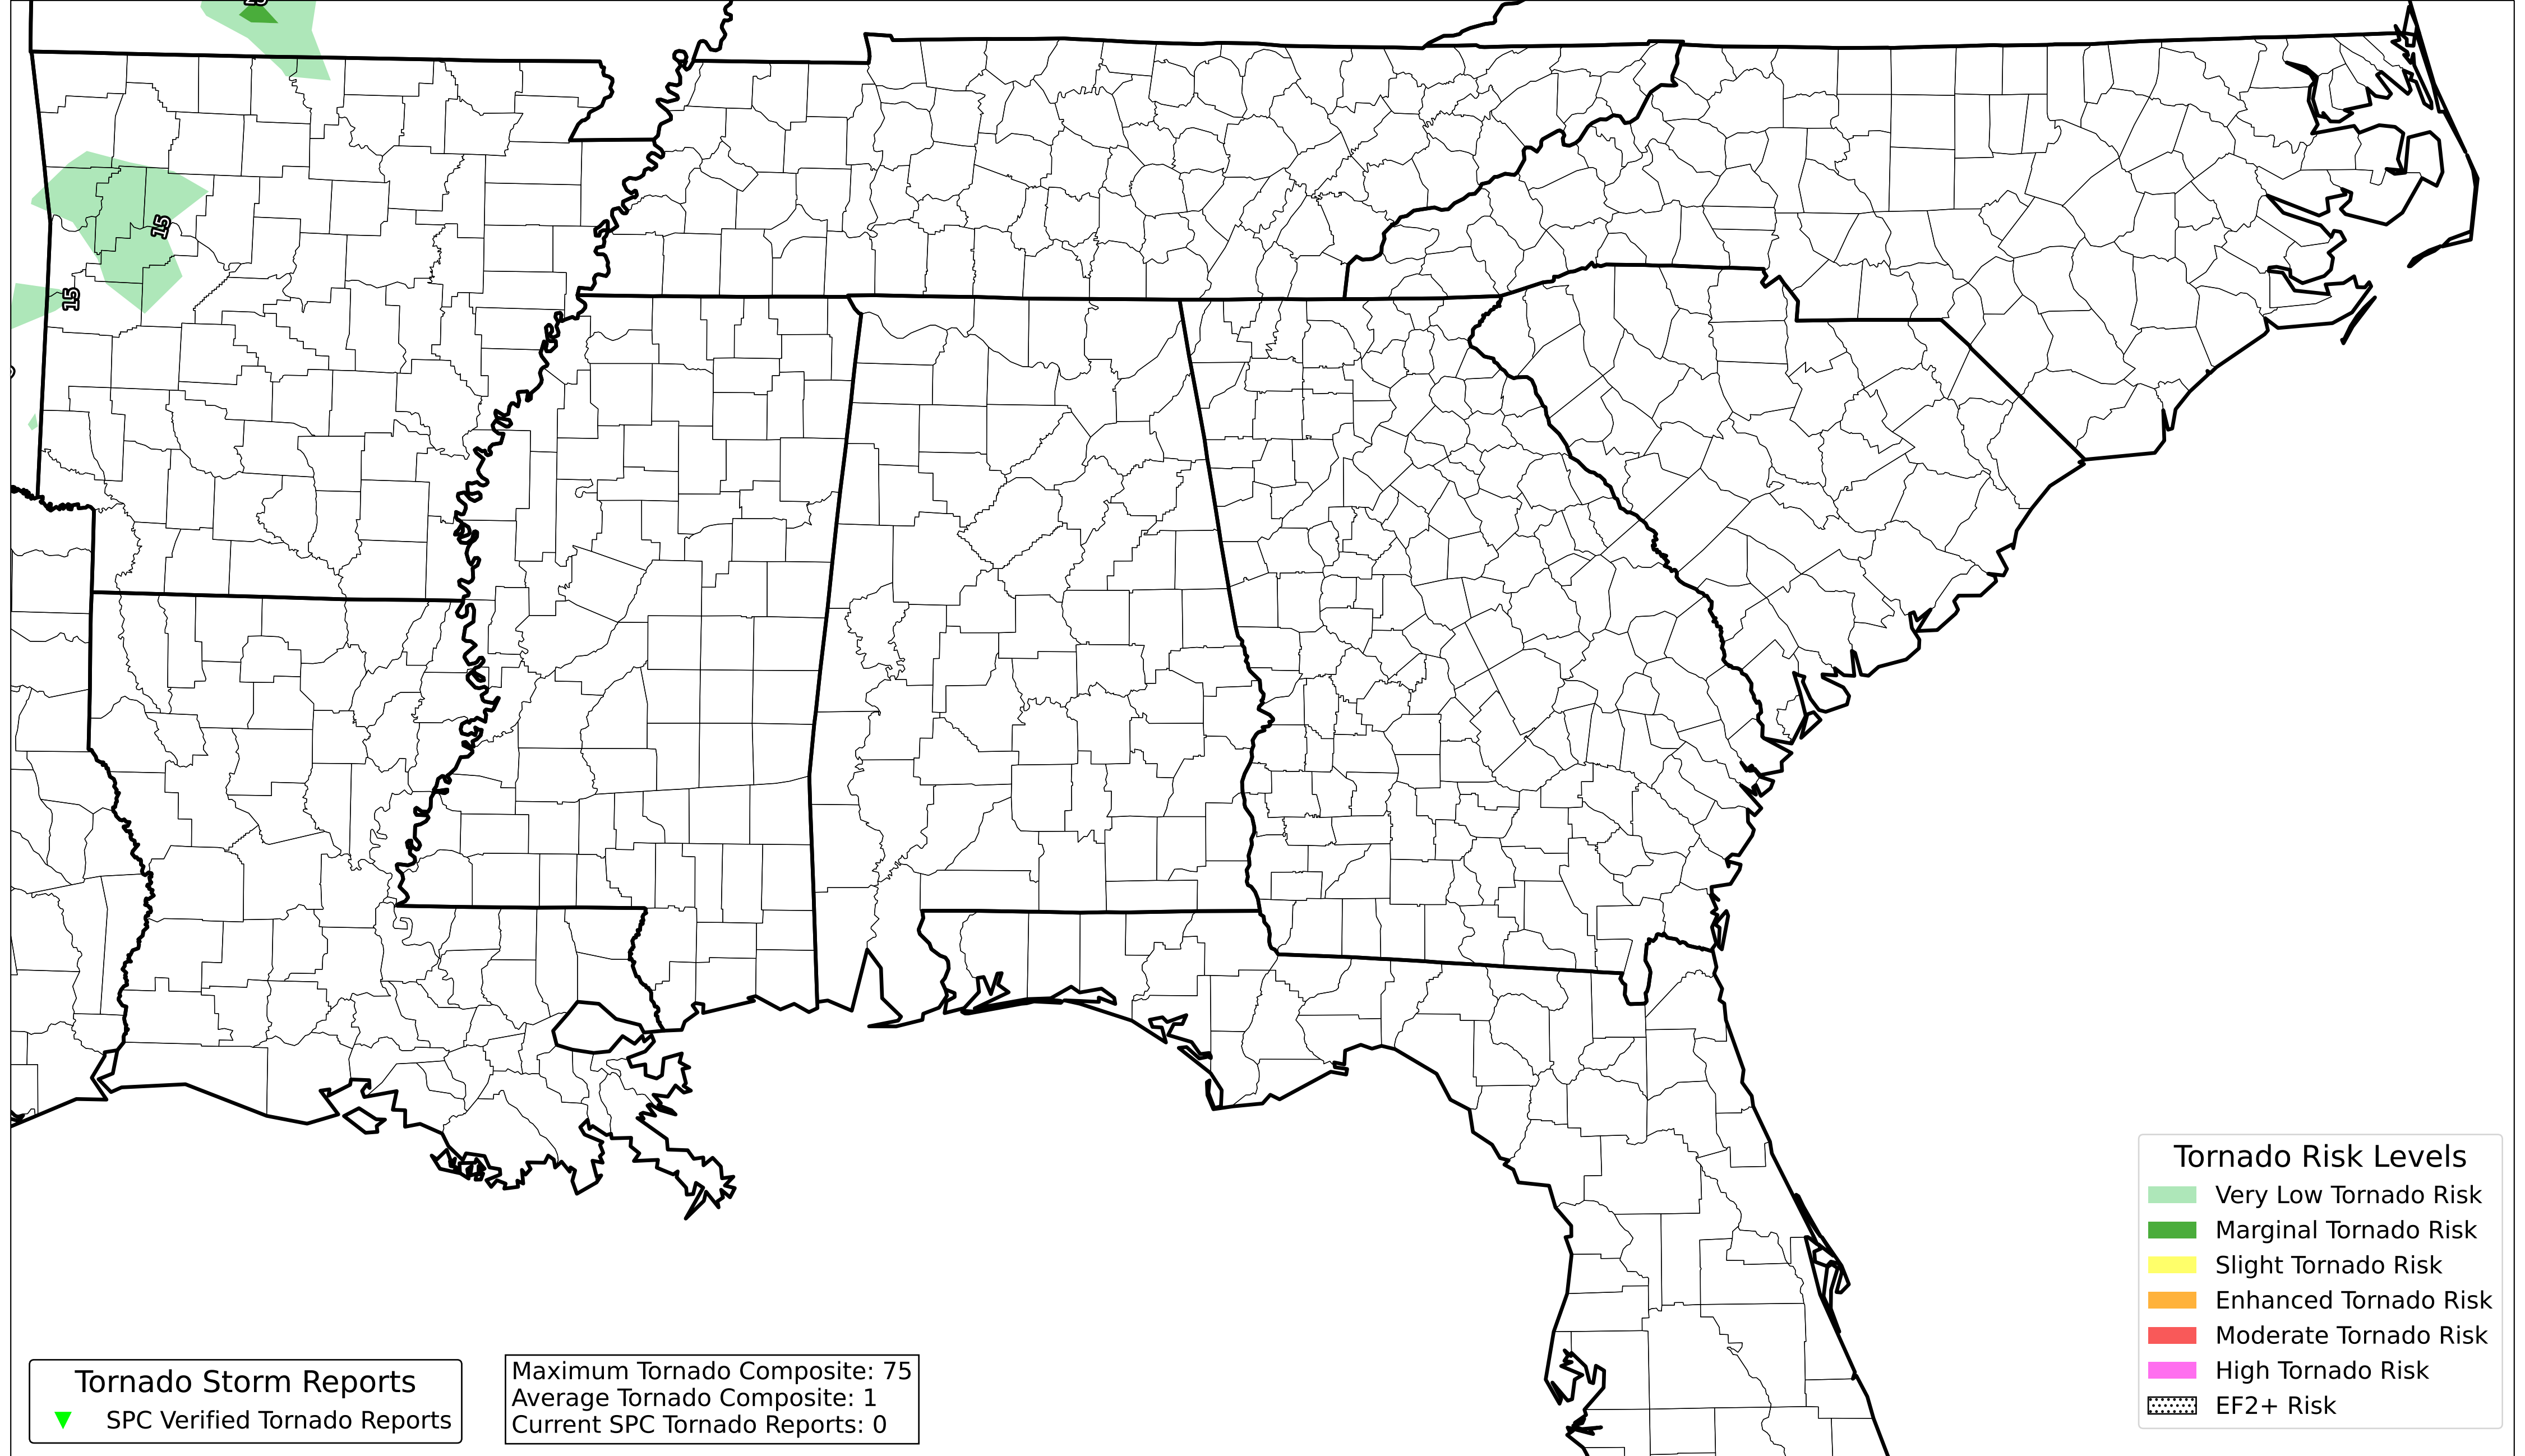 15
15
Tornado Risk Levels
Very Low Tornado Risk
Marginal Tornado Risk
Slight Tornado Risk
Enhanced Tornado Risk
Moderate Tornado Risk
High Tornado Risk
EF2+ Risk
Tornado Storm Reports
SPC Verified Tornado Reports
Maximum Tornado Composite: 75
Average Tornado Composite: 1
Current SPC Tornado Reports: 0